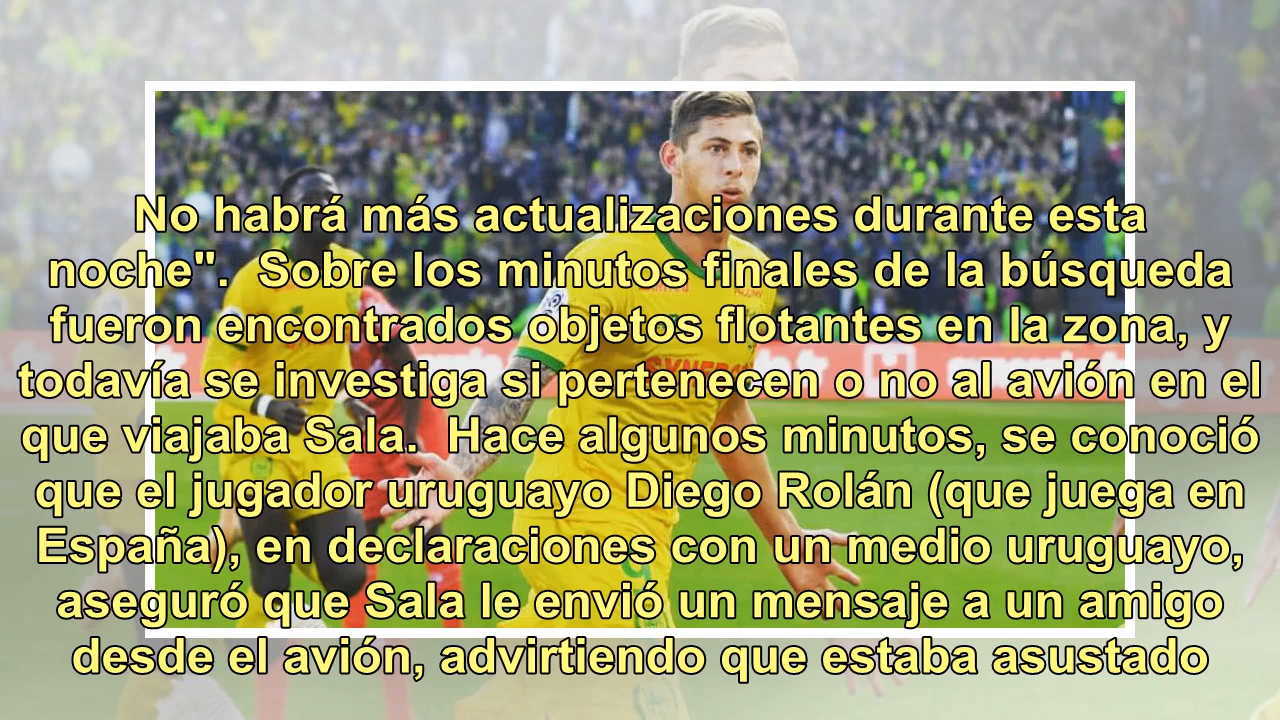 No habrá más actualizaciones durante esta
noche".  Sobre los minutos finales de la búsqueda
fueron encontrados objetos flotantes en la zona, y
todavía se investiga si pertenecen o no al avión en el
que viajaba Sala.  Hace algunos minutos, se conoció
que el jugador uruguayo Diego Rolán (que juega en
España), en declaraciones con un medio uruguayo,
aseguró que Sala le envió un mensaje a un amigo
desde el avión, advirtiendo que estaba asustado